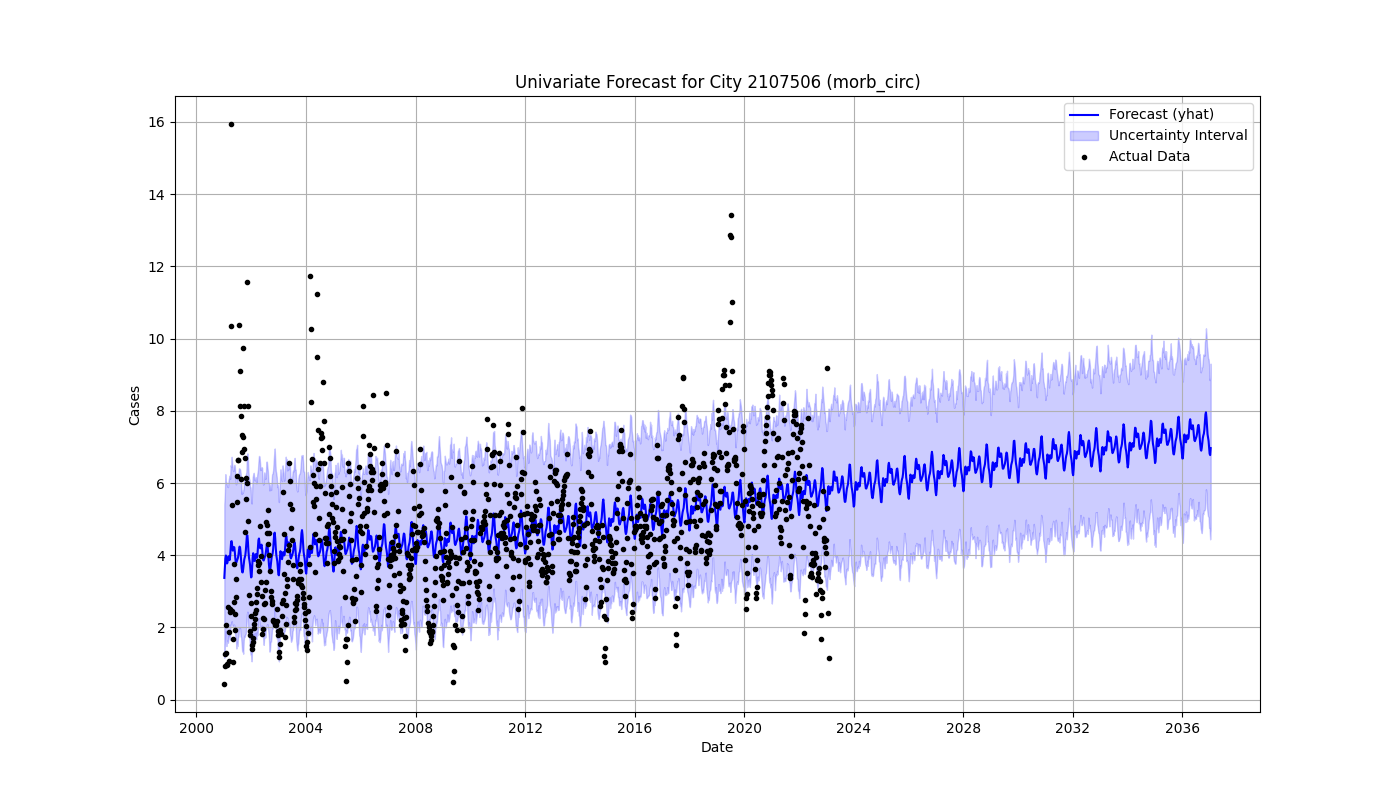 Univariate Forecast for City 2107506 (morb_circ)
Forecast (yhat)
Uncertainty Interval
Actual Data
Cases
16
14
12
10
8
6
4
2
0
2000 2004 2008 2012 2016 2020 2024 2028 2032 2036
Date